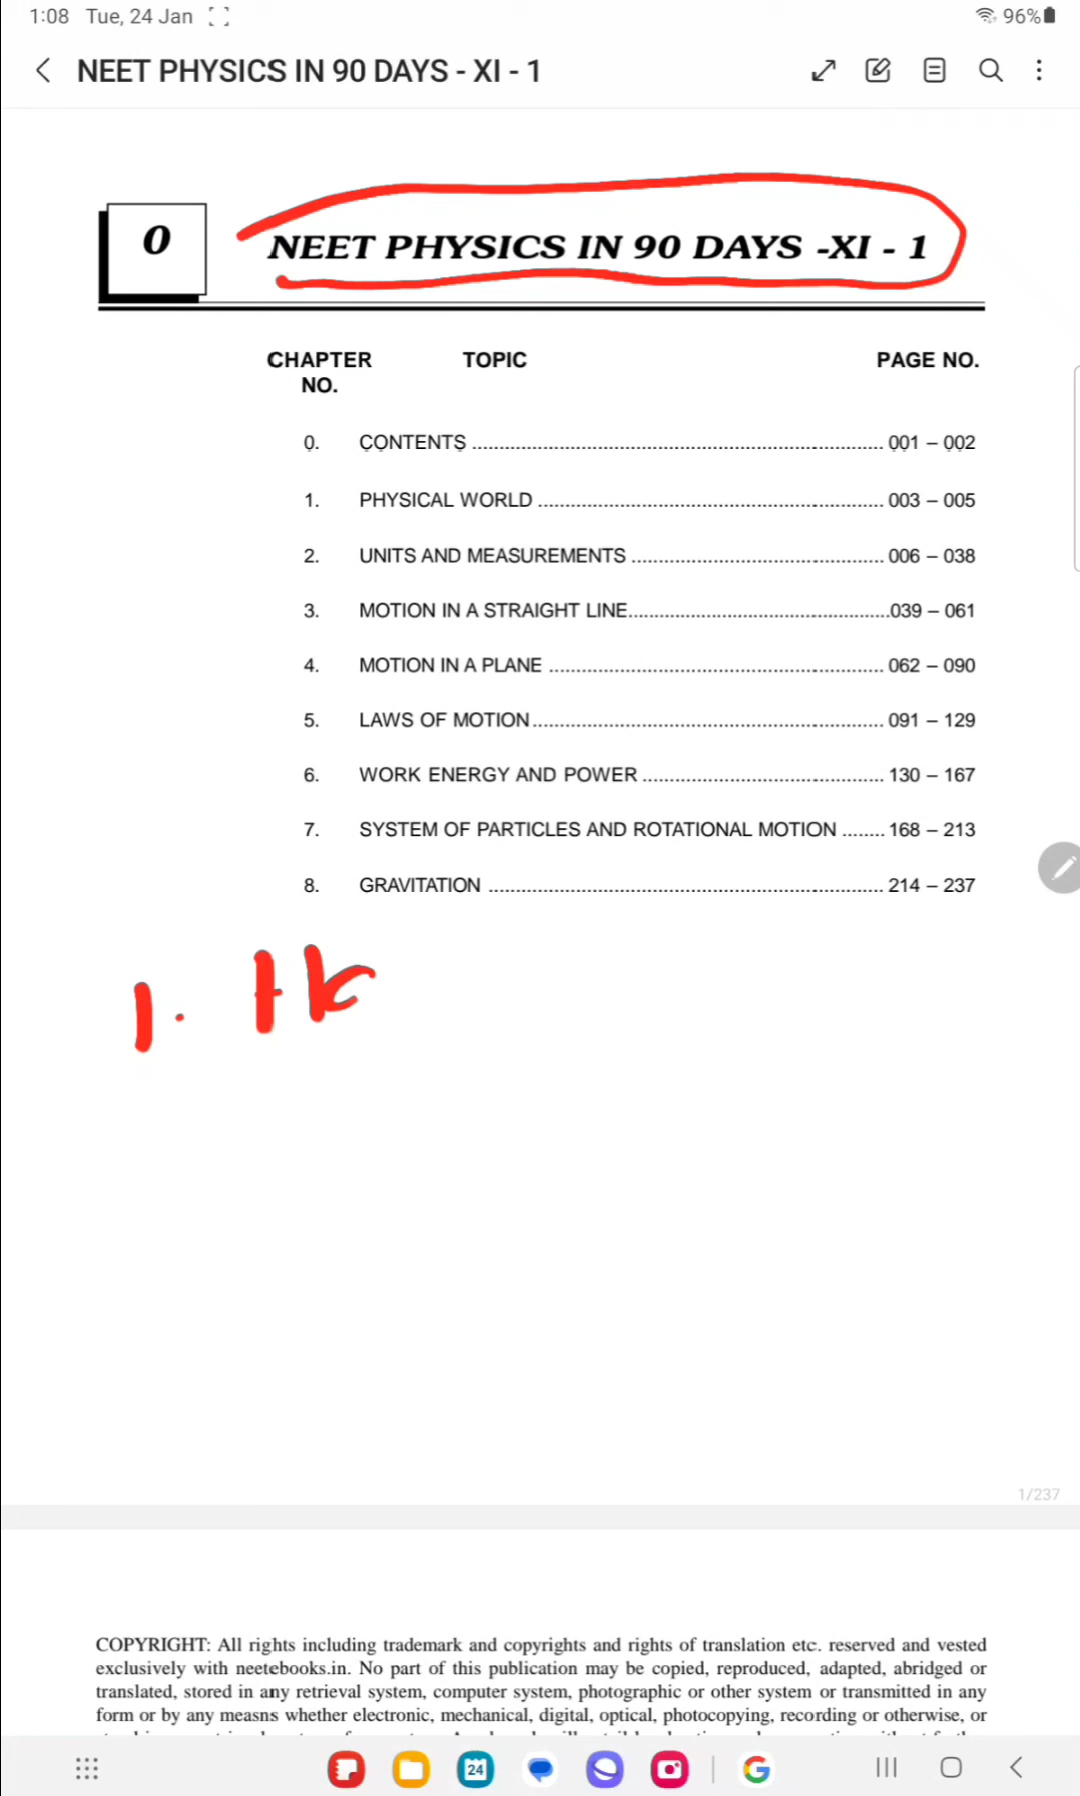 1:08 Tue, 24 Jan 96%
NEET PHYSICS IN 90 DAYS - XI - 1
0
NEET PHYSICS IN 90 DAYS -XI - 1
CHAPTER NO. TOPIC PAGE NO.
0. CONTENTS ............ 001 – 002
1. PHYSICAL WORLD ............ 003 – 005
2. UNITS AND MEASUREMENTS ............ 006 – 038
3. MOTION IN A STRAIGHT LINE............ 039 – 061
4. MOTION IN A PLANE ............ 062 – 090
5. LAWS OF MOTION............ 091 – 129
6. WORK ENERGY AND POWER ............ 130 – 167
7. SYSTEM OF PARTICLES AND ROTATIONAL MOTION ........ 168 – 213
8. GRAVITATION ............ 214 – 237
1.
1/237
COPYRIGHT: All rights including trademark and copyrights and rights of translation etc. reserved and vested
exclusively with neetebooks.in. No part of this publication may be copied, reproduced, adapted, abridged or
translated, stored in any retrieval system, computer system, photographic or other system or transmitted in any
form or by any measns whether electronic, mechanical, digital, optical, photocopying, recording or otherwise, or
24